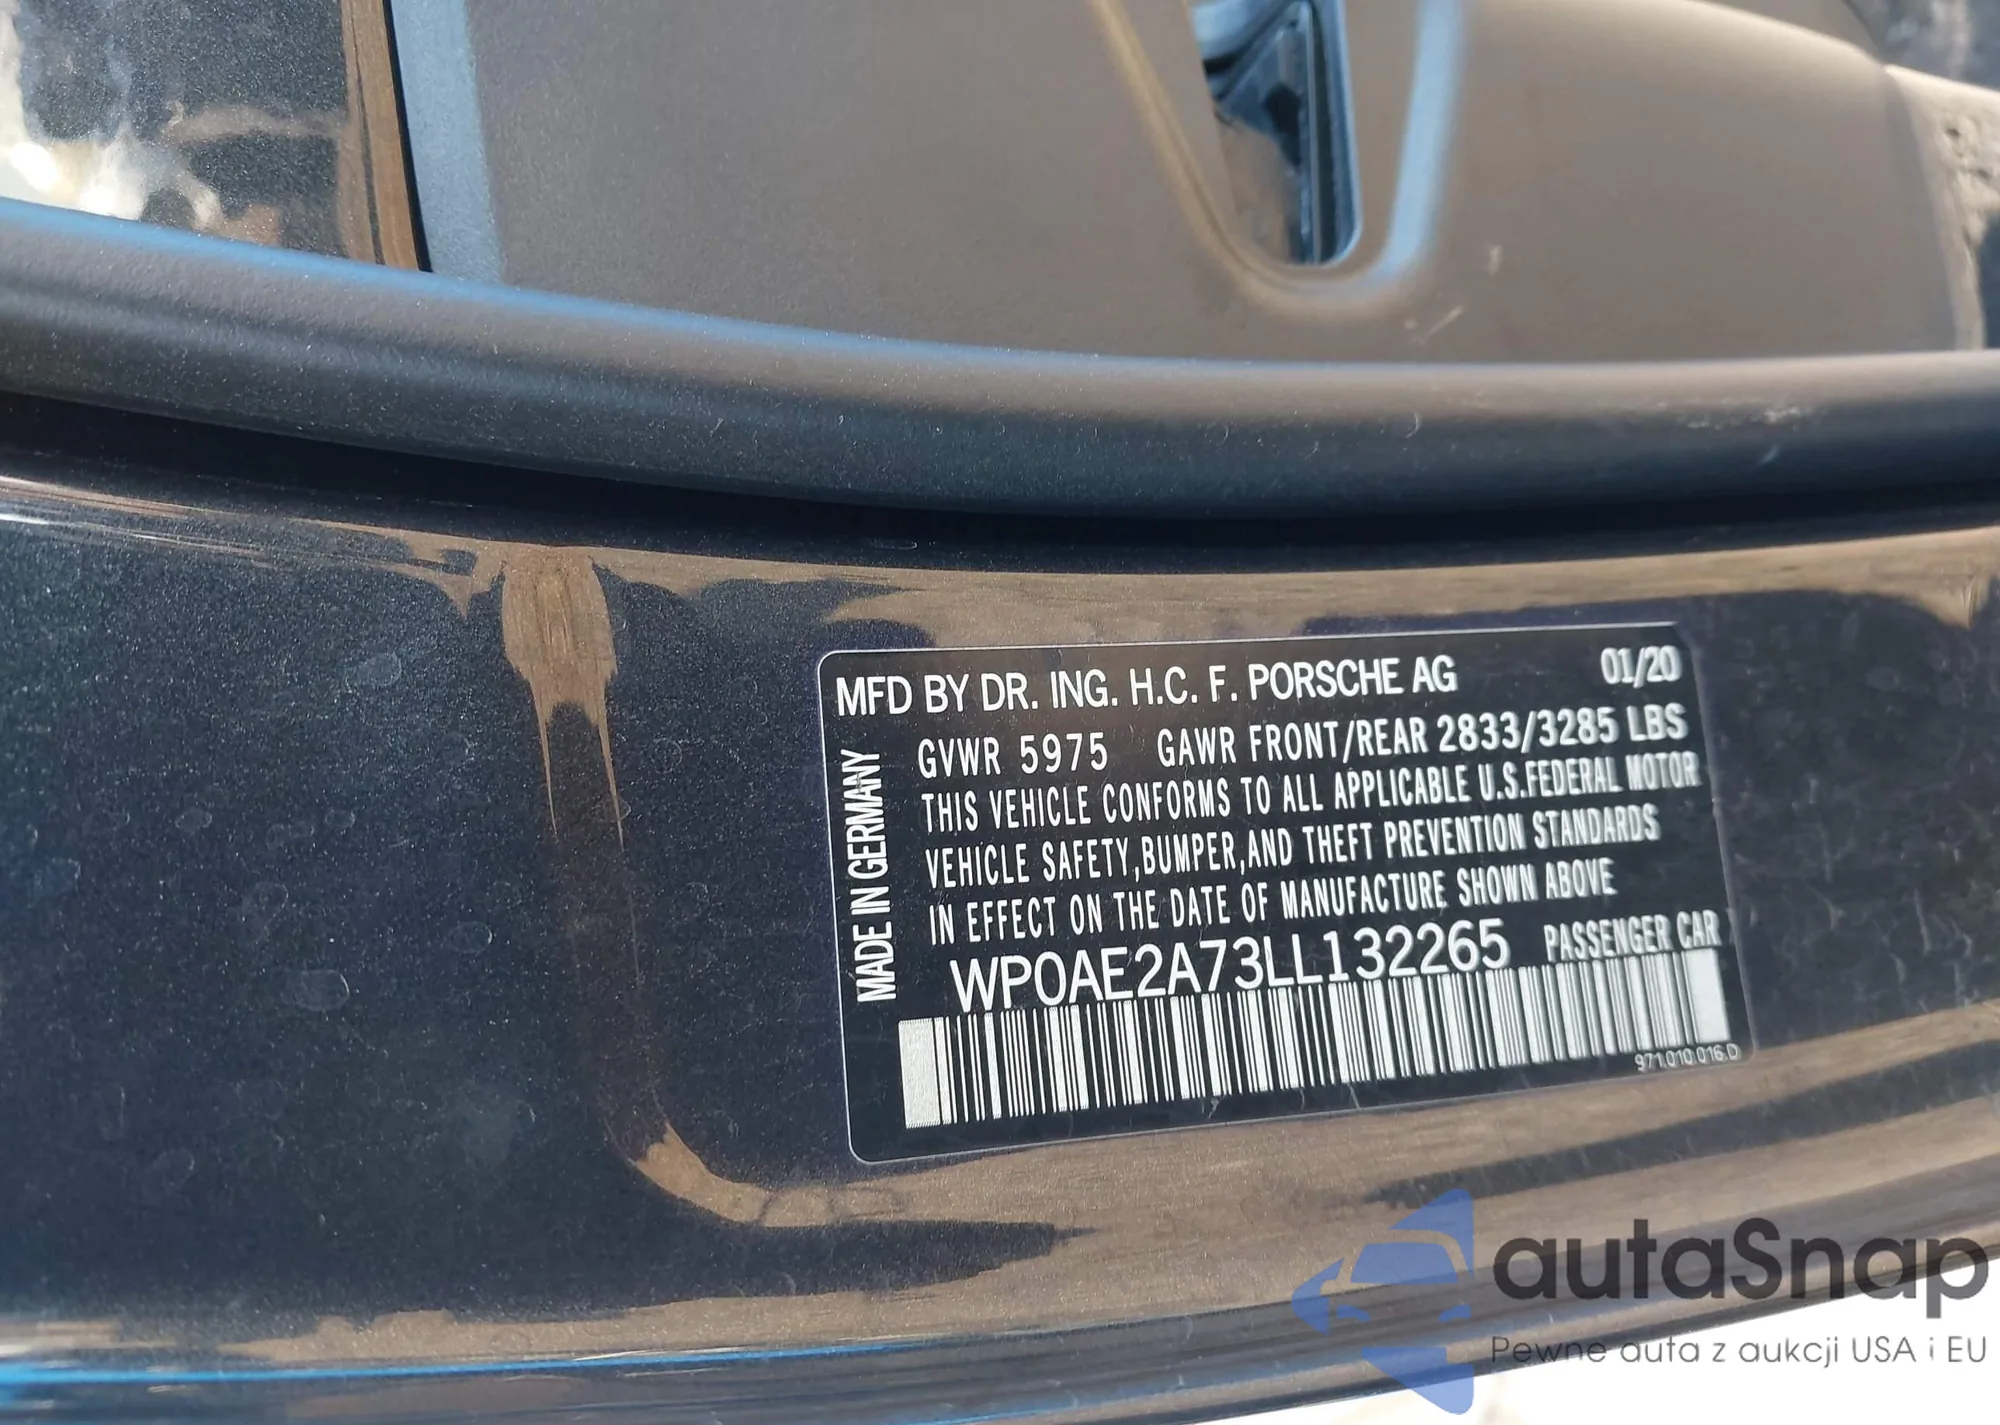 MFD BY DR. ING. H.C. F. PORSCHE AG 01/20
GVWR 5975 GAWR FRONT/REAR 2833/3285 LBS
THIS VEHICLE CONFORMS TO ALL APPLICABLE U.S.FEDERAL MOTOR
VEHICLE SAFETY,BUMPER,AND THEFT PREVENTION STANDARDS
IN EFFECT ON THE DATE OF MANUFACTURE SHOWN ABOVE
WP0AE2A73LL132265 PASSENGER CAR
MADE IN GERMANY
971.010.016.D
autaSnap
Pewne auta z aukcji USA i EU